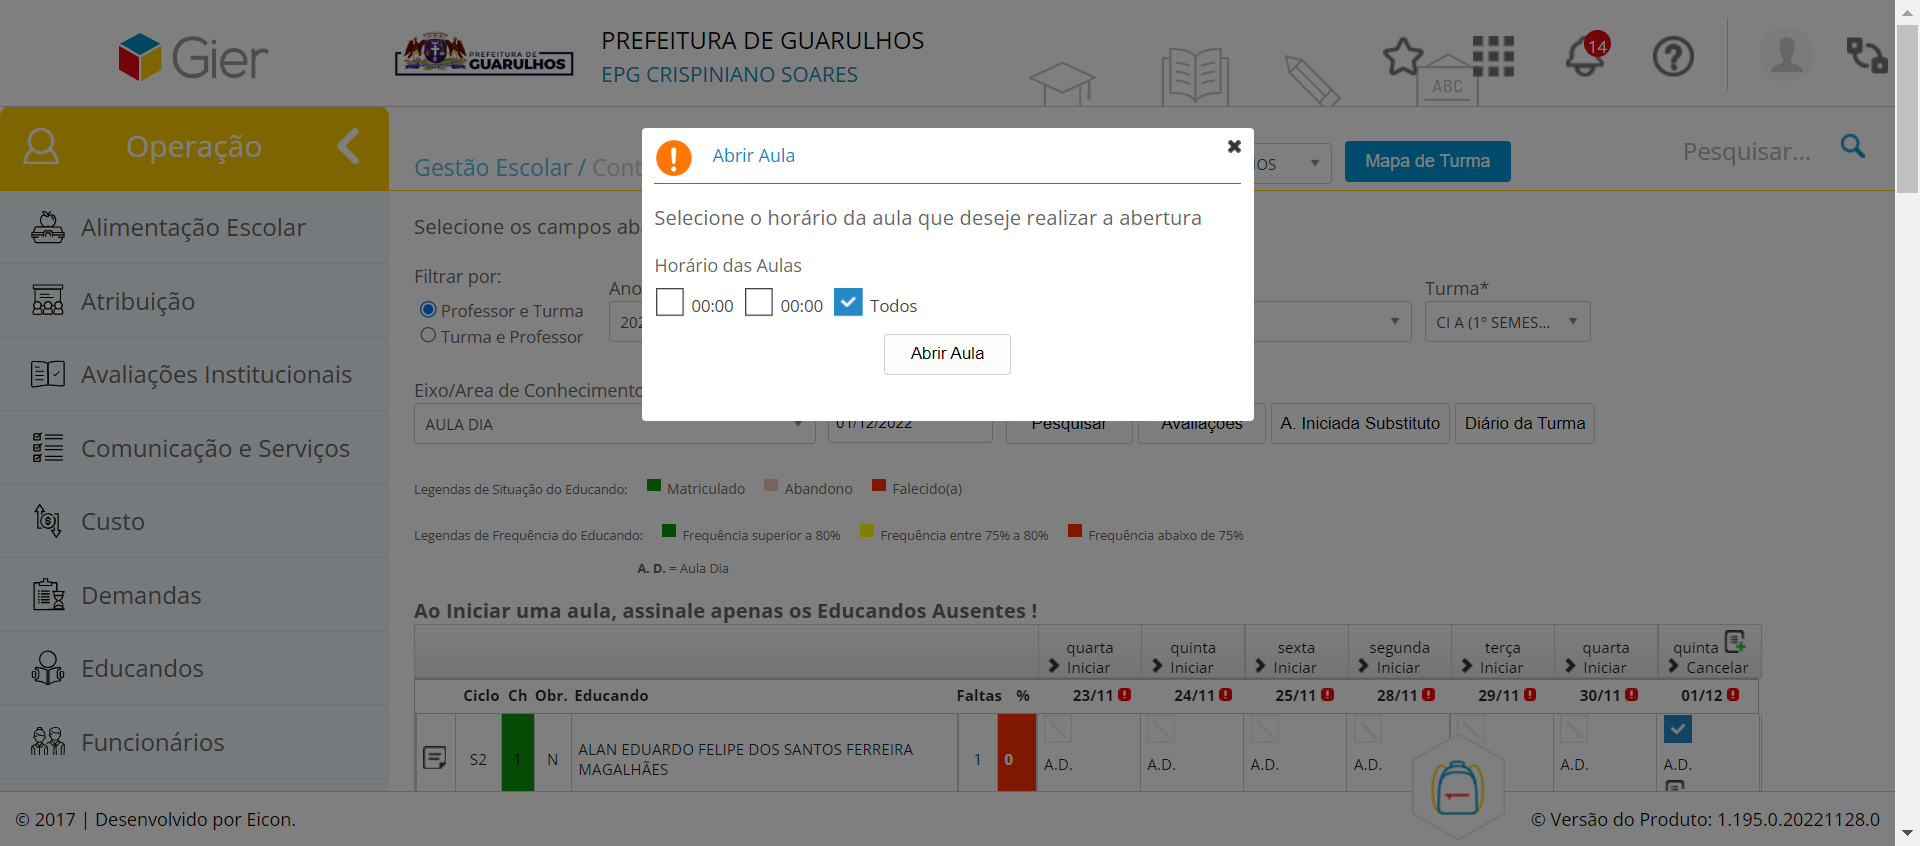 Gier
PREFEITURA DE
GUARULHOS
PREFEITURA DE GUARULHOS
EPG CRISPINIANO SOARES
ABC
14
Operação
Gestão Escolar / Cont
OS
Mapa de Turma
Pesquisar...
Abrir Aula
Selecione o horário da aula que deseje realizar a abertura
Horário das Aulas
00:00
00:00
Todos
Abrir Aula
Alimentação Escolar
Atribuição
Avaliações Institucionais
Comunicação e Serviços
Custo
Demandas
Educandos
Funcionários
Selecione os campos aba
Filtrar por:
Professor e Turma
Turma e Professor
Ano
202
Turma*
CI A (1º SEMES...
Eixo/Area de Conhecimento
AULA DIA
01/12/2022
Pesquisar
Avaliações
A. Iniciada Substituto
Diário da Turma
Legendas de Situação do Educando: Matriculado Abandono Falecido(a)
Legendas de Frequência do Educando: Frequência superior a 80% Frequência entre 75% a 80% Frequência abaixo de 75%
A. D. = Aula Dia
Ao Iniciar uma aula, assinale apenas os Educandos Ausentes !
quarta quinta sexta segunda terça quarta quinta
Iniciar Iniciar Iniciar Iniciar Iniciar Iniciar Cancelar
Ciclo Ch Obr. Educando Faltas % 23/11 24/11 25/11 28/11 29/11 30/11 01/12
S2 1 N ALAN EDUARDO FELIPE DOS SANTOS FERREIRA MAGALHÃES 1 0
A.D. A.D. A.D. A.D. A.D. A.D. A.D.
© 2017 | Desenvolvido por Eicon.
© Versão do Produto: 1.195.0.20221128.0